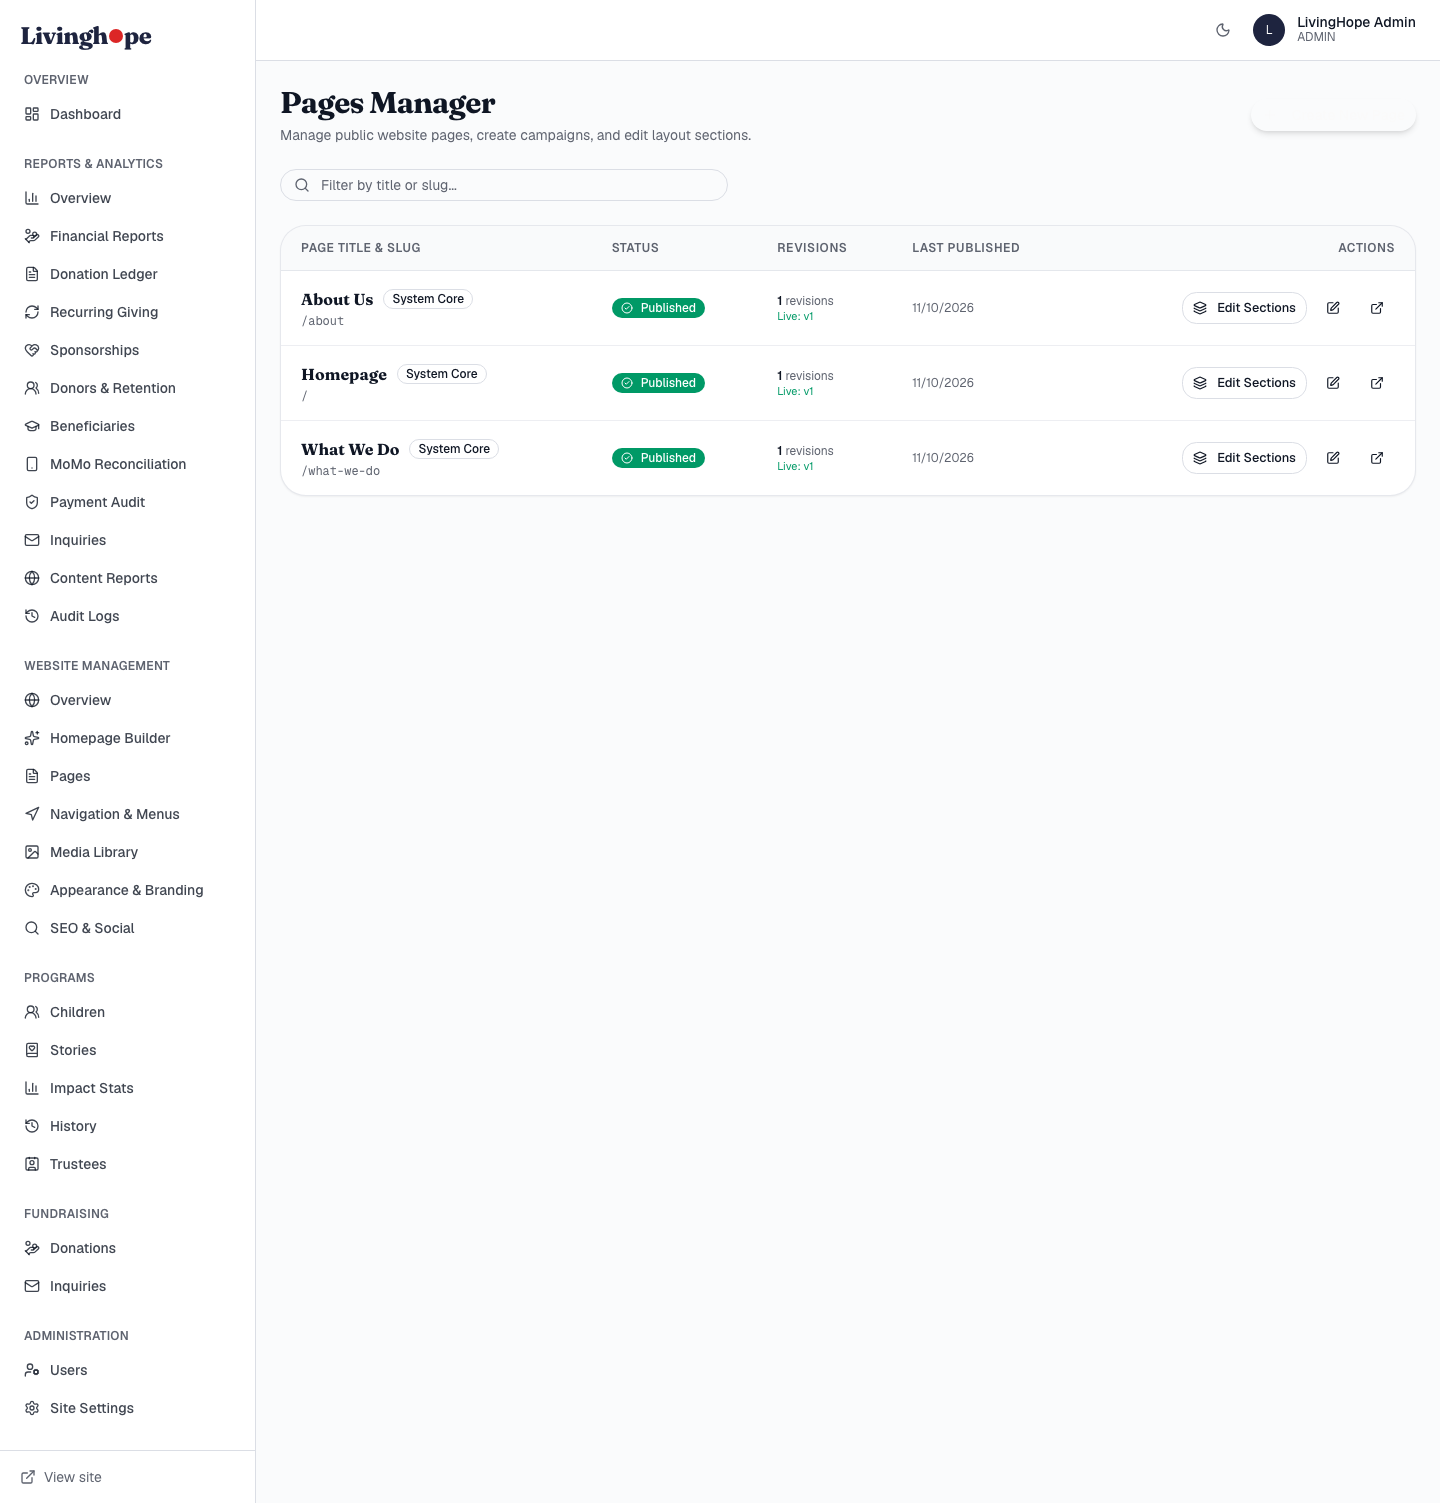 Livinghope
OVERVIEW
Dashboard
REPORTS & ANALYTICS
Overview
Financial Reports
Donation Ledger
Recurring Giving
Sponsorships
Donors & Retention
Beneficiaries
MoMo Reconciliation
Payment Audit
Inquiries
Content Reports
Audit Logs
WEBSITE MANAGEMENT
Overview
Homepage Builder
Pages
Navigation & Menus
Media Library
Appearance & Branding
SEO & Social
PROGRAMS
Children
Stories
Impact Stats
History
Trustees
FUNDRAISING
Donations
Inquiries
ADMINISTRATION
Users
Site Settings
View site
L
LivingHope Admin
ADMIN
Pages Manager
Manage public website pages, create campaigns, and edit layout sections.
Filter by title or slug...
PAGE TITLE & SLUG STATUS REVISIONS LAST PUBLISHED ACTIONS
About Us System Core
/about
Published
1 revisions
Live: v1
11/10/2026
Edit Sections
Homepage System Core
/
Published
1 revisions
Live: v1
11/10/2026
Edit Sections
What We Do System Core
/what-we-do
Published
1 revisions
Live: v1
11/10/2026
Edit Sections